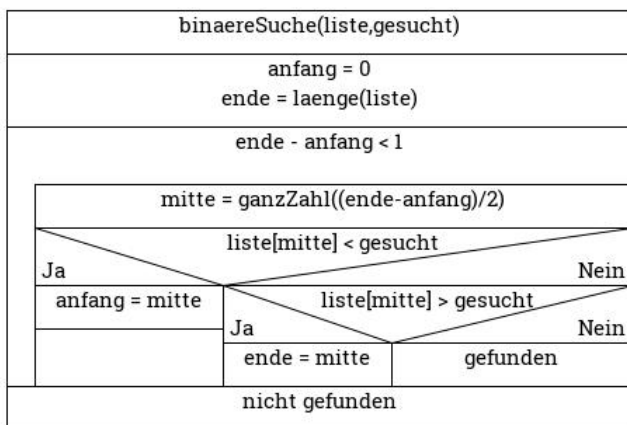 binaereSuche(liste,gesucht)
anfang = 0
ende = laenge(liste)
ende - anfang < 1
mitte = ganzZahl((ende-anfang)/2)
liste[mitte] < gesucht
Ja
Nein
anfang = mitte
liste[mitte] > gesucht
Ja
Nein
ende = mitte
gefunden
nicht gefunden